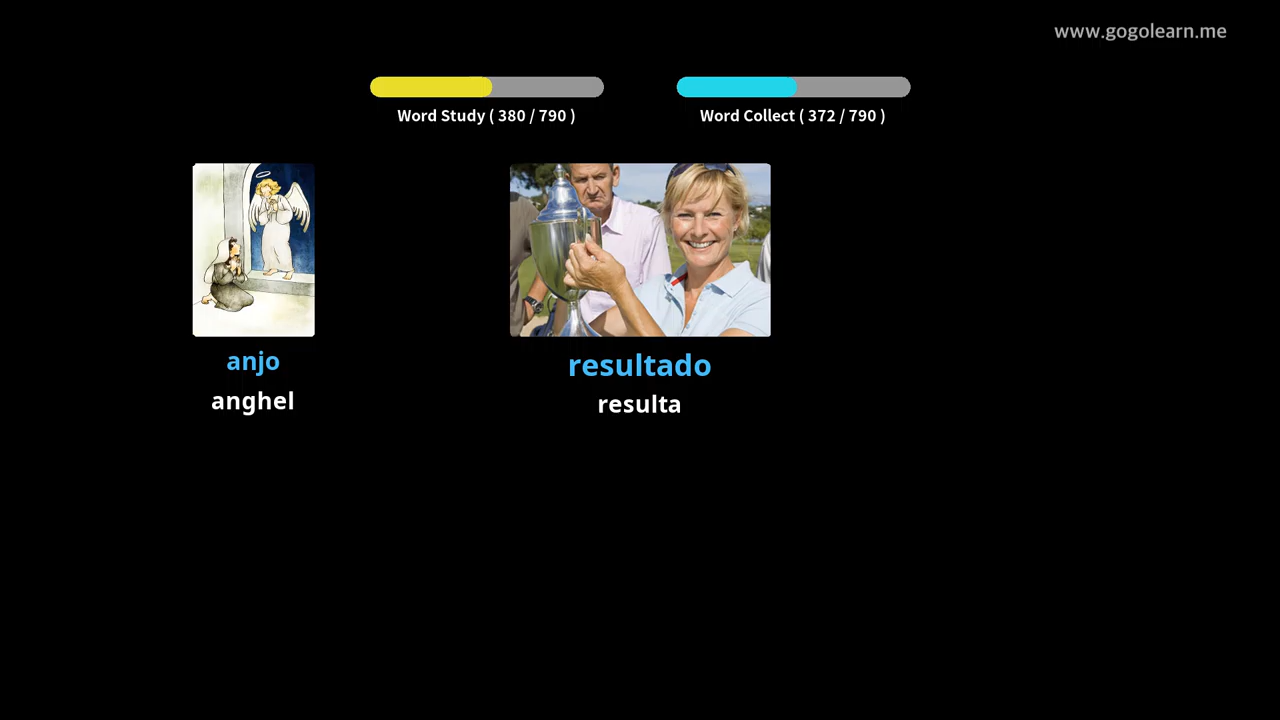 www.gogolearn.me
Word Study ( 380 / 790 )
Word Collect ( 372 / 790 )
anjo
anghel
resultado
resulta